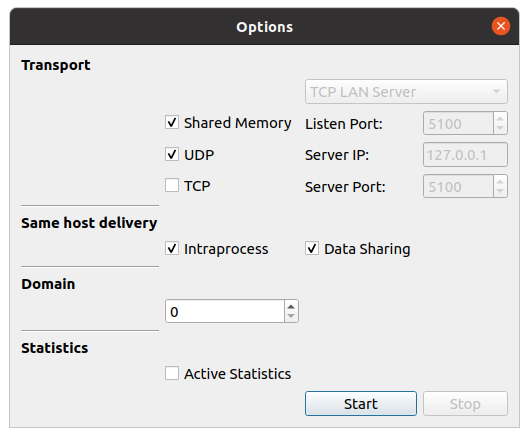 Options
Transport
TCP LAN Server
Shared Memory Listen Port: 5100
UDP Server IP: 127.0.0.1
TCP Server Port: 5100
Same host delivery
Intraprocess Data Sharing
Domain
0
Statistics
Active Statistics
Start Stop